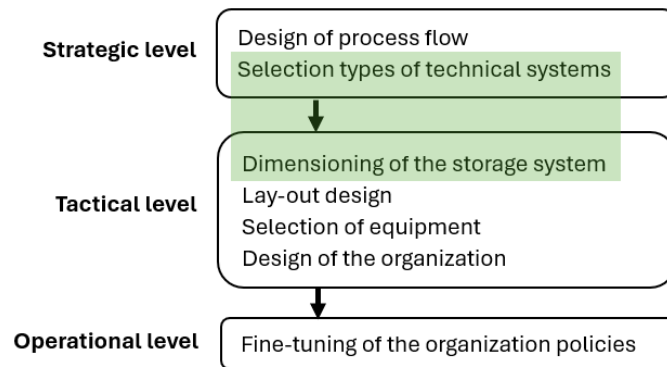 Strategic level
Design of process flow
Selection types of technical systems
Tactical level
Dimensioning of the storage system
Lay-out design
Selection of equipment
Design of the organization
Operational level
Fine-tuning of the organization policies